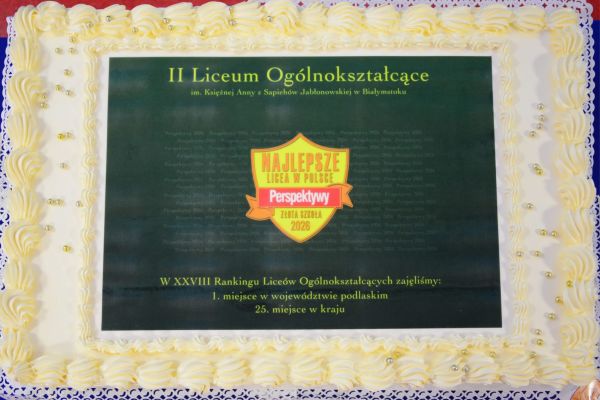 II Liceum Ogólnokształcące
im. Księżnej Anny z Sapiehów Jabłonowskiej w Białymstoku
NAJLEPSZE
LICEA W POLSCE
Perspektywy
ZŁOTA SZKOŁA
2026
W XXVIII Rankingu Liceów Ogólnokształcących zajęliśmy:
1. miejsce w województwie podlaskim
25. miejsce w kraju